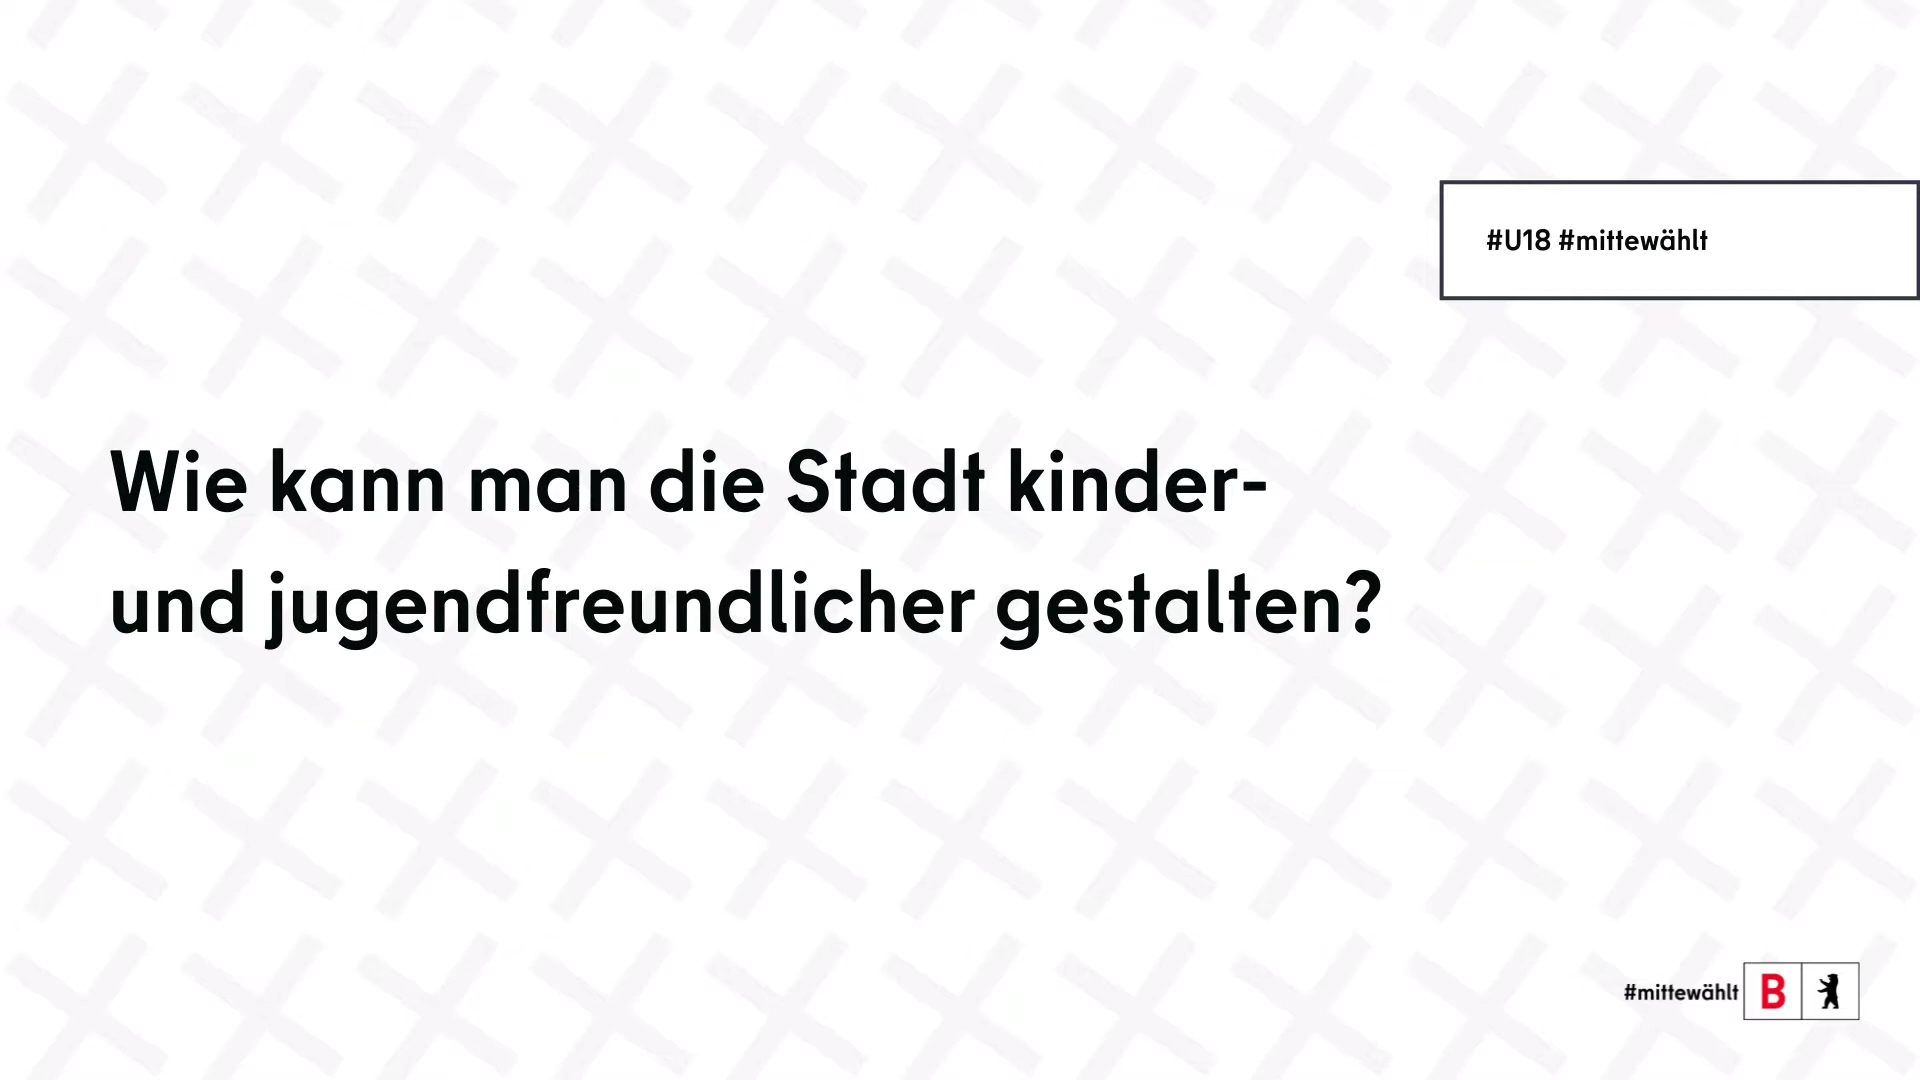 #U18 #mittewählt
Wie kann man die Stadt kinder-
und jugendfreundlicher gestalten?
#mittewählt B